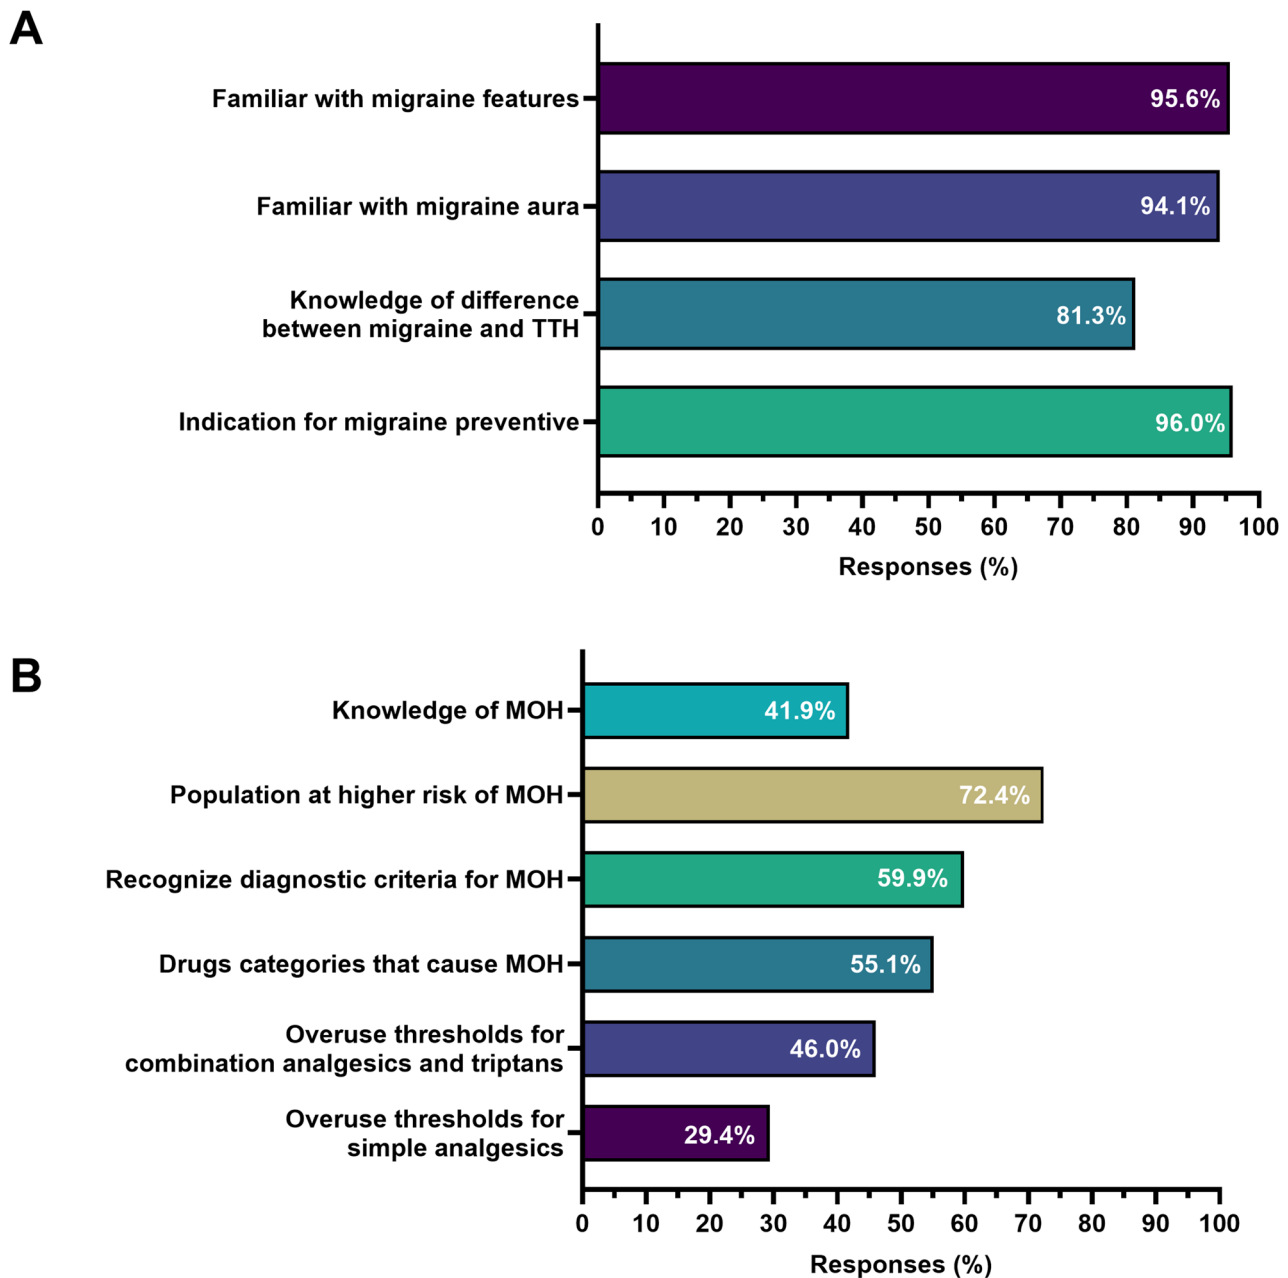 A
Familiar with migraine features
95.6%
Familiar with migraine aura
94.1%
Knowledge of difference
between migraine and TTH
81.3%
Indication for migraine preventive
96.0%
0 10 20 30 40 50 60 70 80 90 100
Responses (%)
B
Knowledge of MOH
41.9%
Population at higher risk of MOH
72.4%
Recognize diagnostic criteria for MOH
59.9%
Drugs categories that cause MOH
55.1%
Overuse thresholds for
combination analgesics and triptans
46.0%
Overuse thresholds for
simple analgesics
29.4%
0 10 20 30 40 50 60 70 80 90 100
Responses (%)